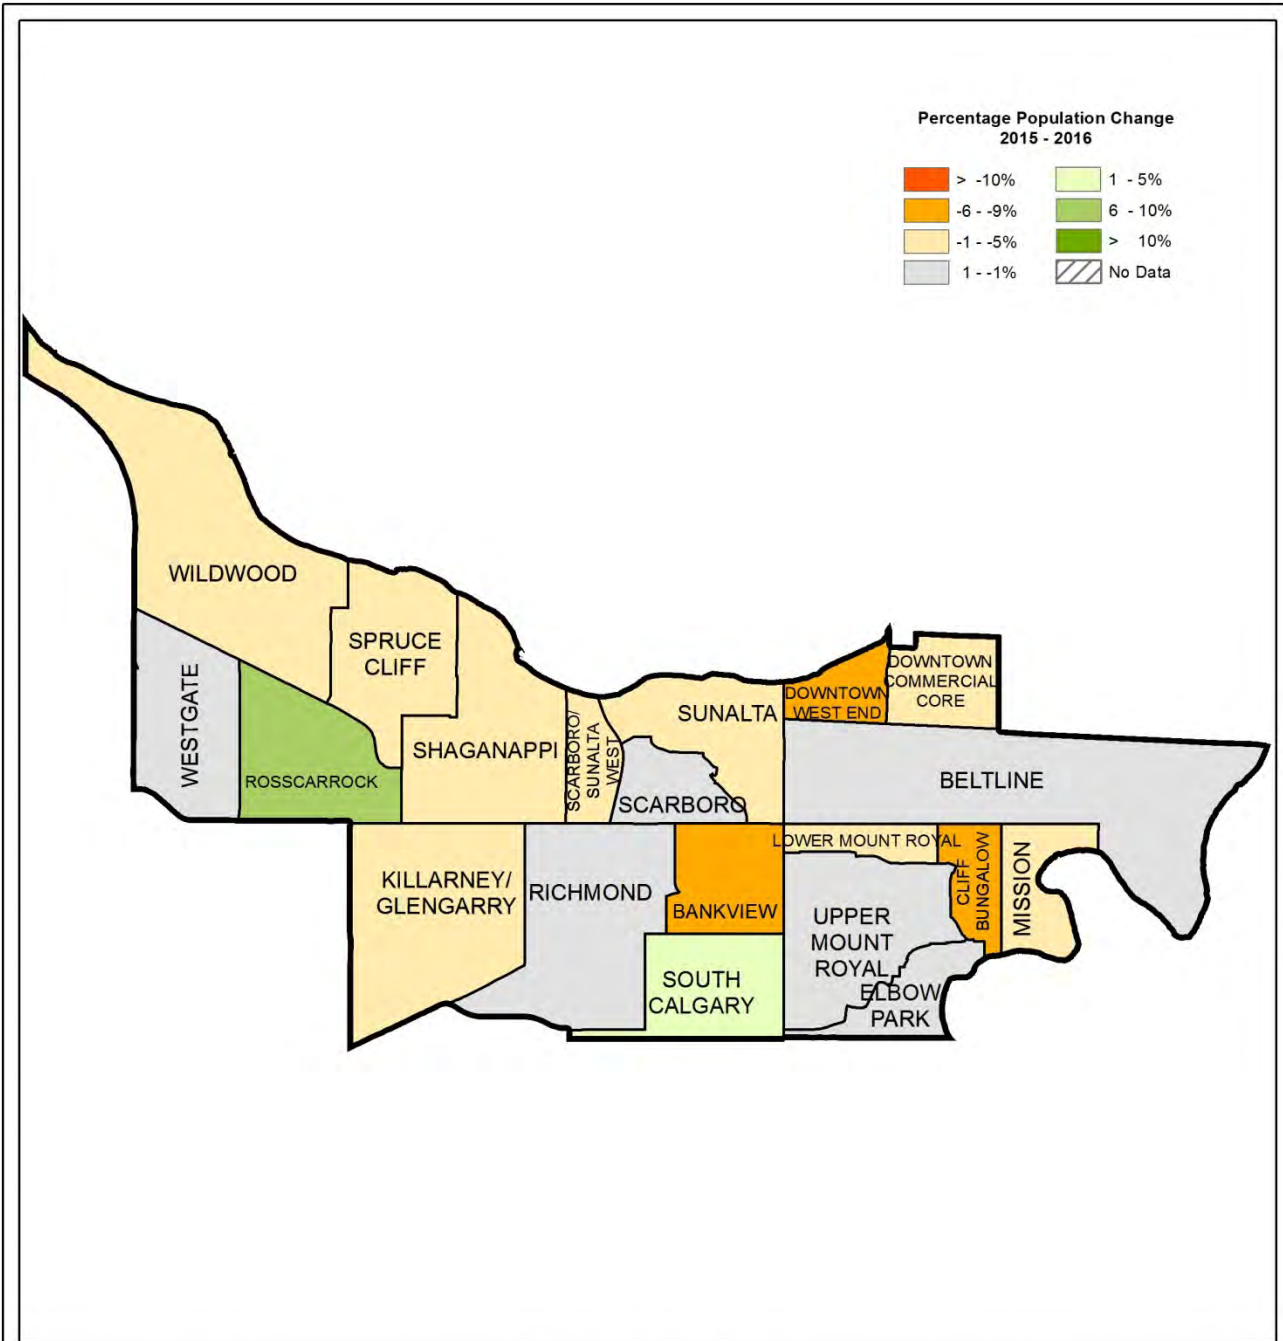 Percentage Population Change
2015 - 2016
> -10%
1 - 5%
-6 - -9%
6 - 10%
-1 - -5%
> 10%
1 - -1%
No Data
WILDWOOD
SPRUCE
CLIFF
WESTGATE
ROSSCARROCK
SHAGANAPPI
SCARBORO/
SUNALTA
WEST
SUNALTA
SCARBORO
DOWNTOWN
WEST END
DOWNTOWN
COMMERCIAL
CORE
BELTLINE
KILLARNEY/
GLENGARRY
RICHMOND
BANKVIEW
LOWER MOUNT ROYAL
CLIFF
BUNGALOW
MISSION
UPPER
MOUNT
ROYAL
SOUTH
CALGARY
ELBOW
PARK